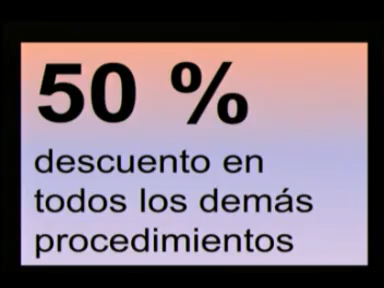 50 %
descuento en
todos los demás
procedimientos